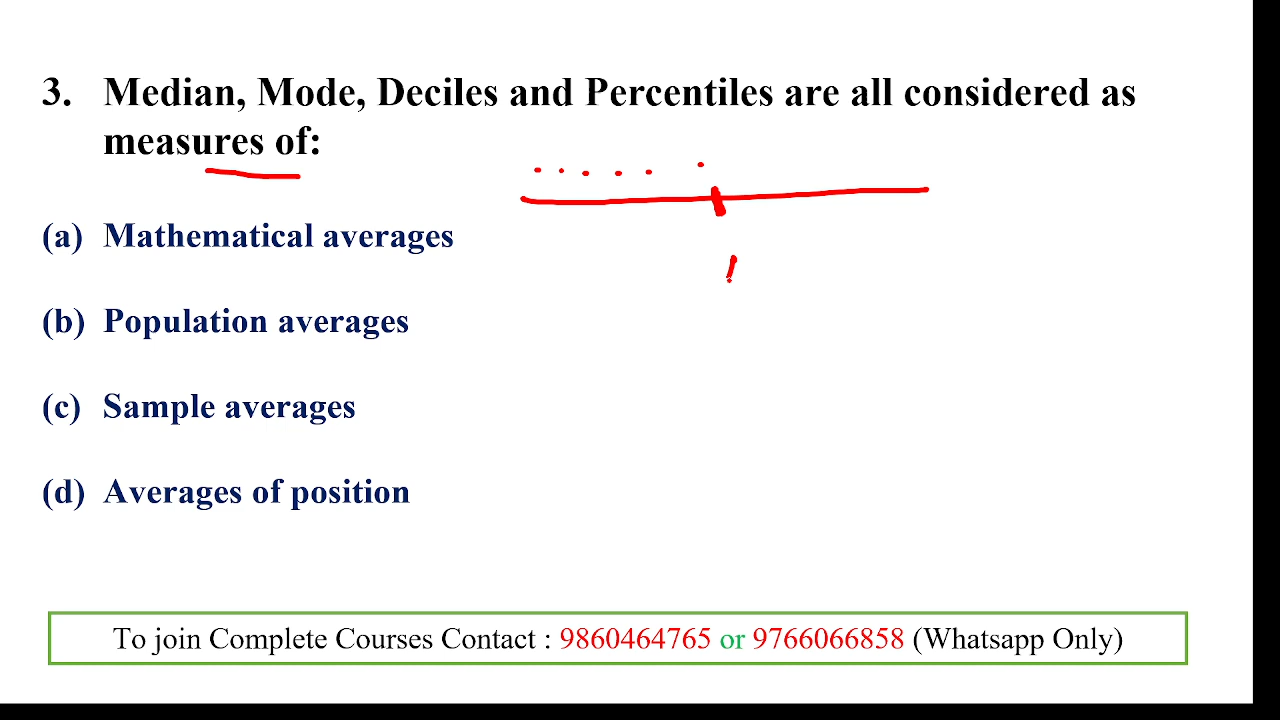 3. Median, Mode, Deciles and Percentiles are all considered as
measures of:
(a) Mathematical averages
(b) Population averages
(c) Sample averages
(d) Averages of position
To join Complete Courses Contact : 9860464765 or 9766066858 (Whatsapp Only)